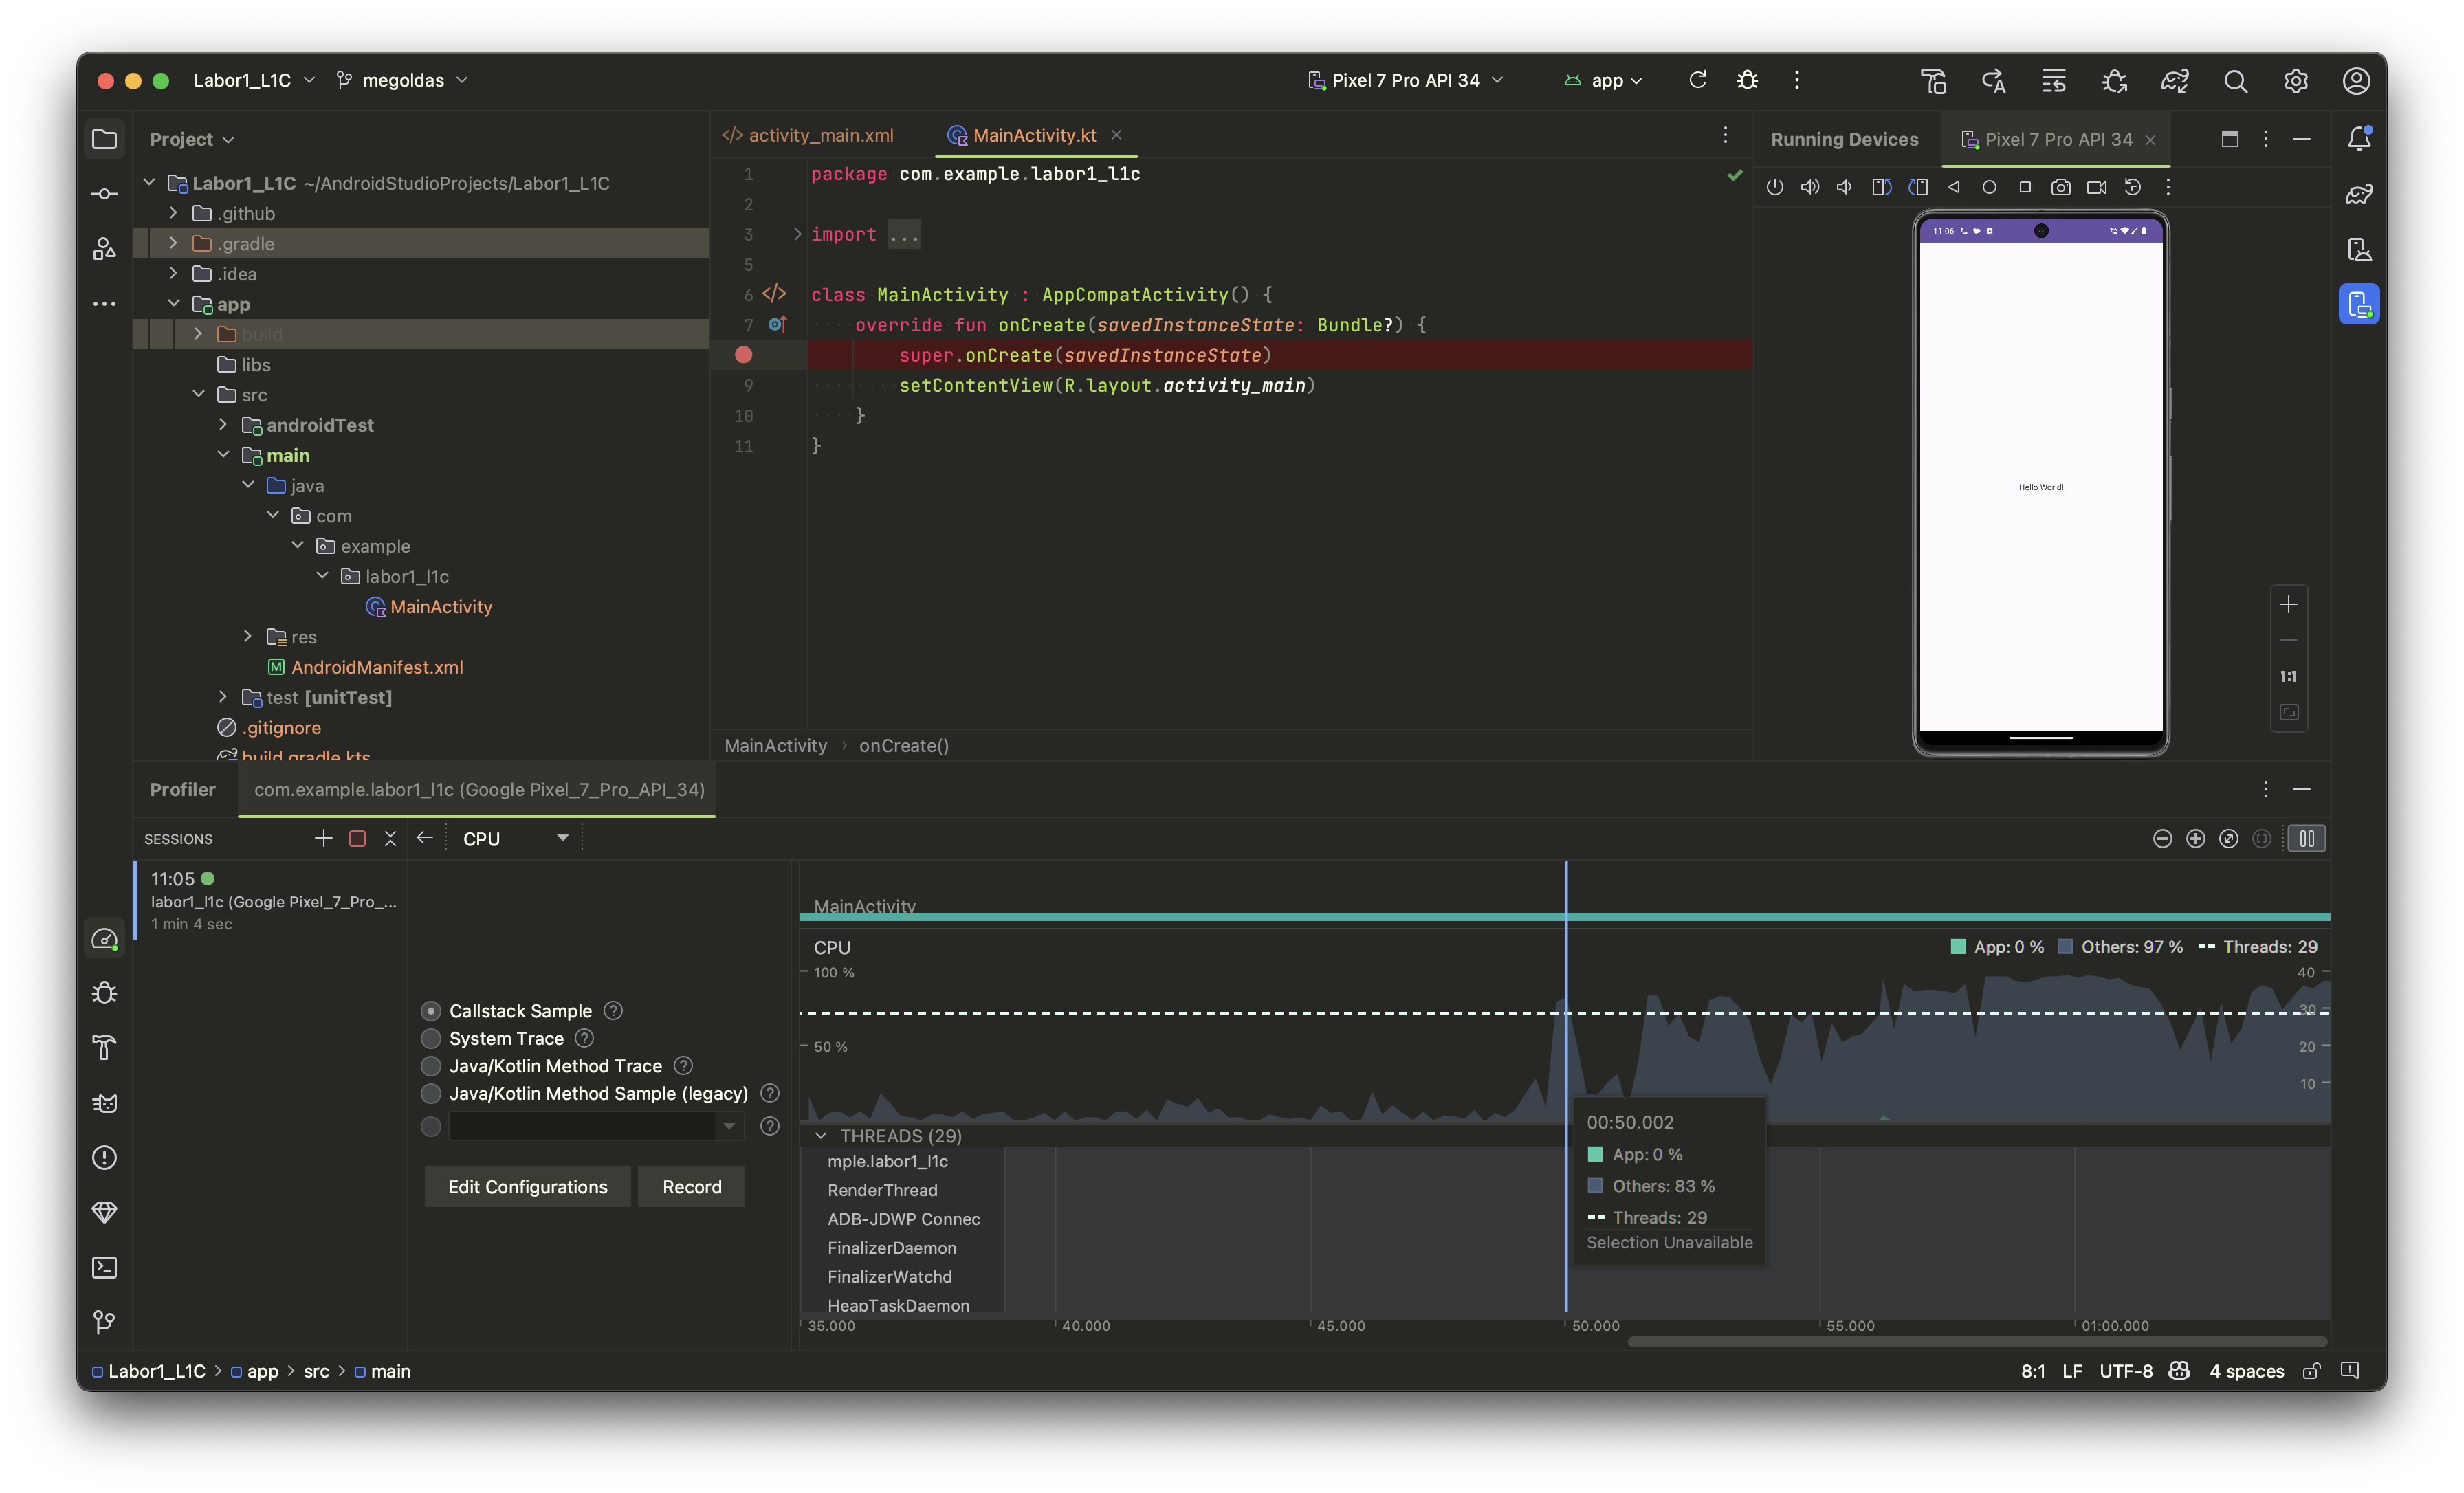 Labor1_L1C
megoldas
Pixel 7 Pro API 34
app
Project
Labor1_L1C ~/AndroidStudioProjects/Labor1_L1C
.github
.gradle
.idea
app
build
libs
src
androidTest
main
java
com
example
labor1_l1c
MainActivity
res
AndroidManifest.xml
test [unitTest]
.gitignore
build.gradle.kts
activity_main.xml
MainActivity.kt
1 package com.example.labor1_l1c
2
3 import ...
5
6 class MainActivity : AppCompatActivity() {
7 override fun onCreate(savedInstanceState: Bundle?) {
super.onCreate(savedInstanceState)
9 setContentView(R.layout.activity_main)
10 }
11 }
MainActivity > onCreate()
Running Devices
Pixel 7 Pro API 34
11:06
Hello World!
1:1
Profiler
com.example.labor1_l1c (Google Pixel_7_Pro_API_34)
SESSIONS
CPU
11:05
labor1_l1c (Google Pixel_7_Pro_...
1 min 4 sec
Callstack Sample
System Trace
Java/Kotlin Method Trace
Java/Kotlin Method Sample (legacy)
Edit Configurations
Record
MainActivity
CPU
App: 0 % Others: 97 % Threads: 29
100 %
50 %
40
30
20
10
00:50.002
App: 0 %
Others: 83 %
Threads: 29
Selection Unavailable
THREADS (29)
mple.labor1_l1c
RenderThread
ADB-JDWP Connec
FinalizerDaemon
FinalizerWatchd
HeapTaskDaemon
35.000 40.000 45.000 50.000 55.000 01:00.000
Labor1_L1C > app > src > main
8:1 LF UTF-8 4 spaces